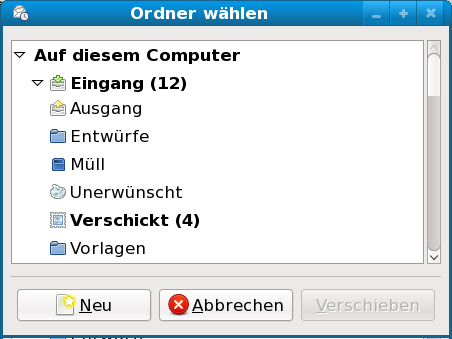 Ordner wählen
Auf diesem Computer
Eingang (12)
Ausgang
Entwürfe
Müll
Unerwünscht
Verschickt (4)
Vorlagen
Neu
Abbrechen
Verschieben